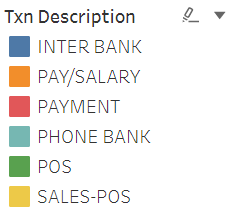 Txn Description
INTER BANK
PAY/SALARY
PAYMENT
PHONE BANK
POS
SALES-POS